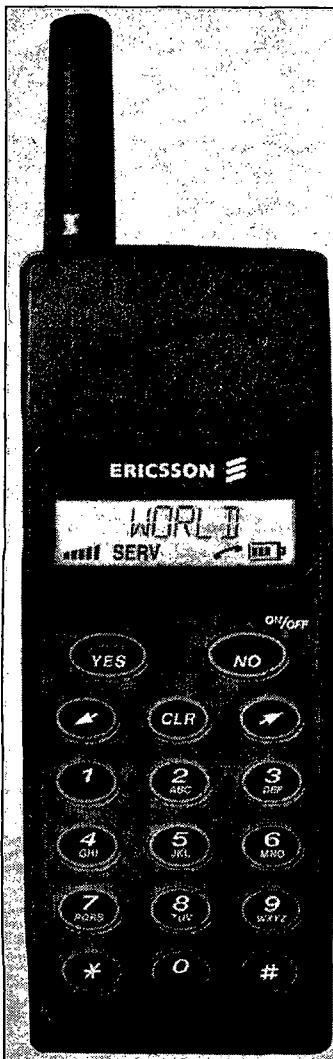 ERICSSON
WORLD
SERV
ON/OFF
YES NO
CLR
1 2 3
ABC DEF
4 5 6
GHI JKL MNO
7 8 9
PQRS TUV WXYZ
* 0 #